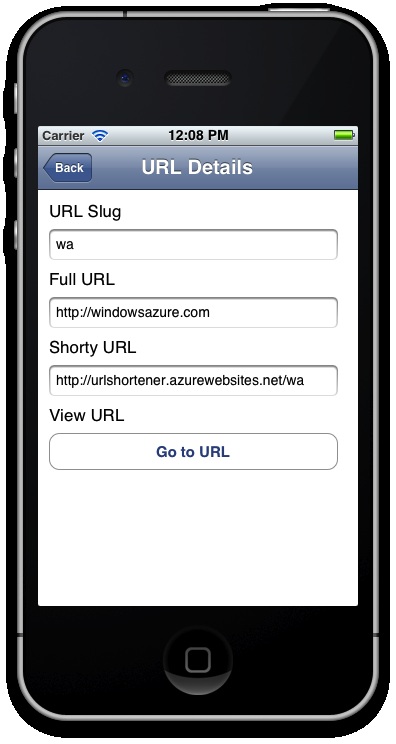 Carrier 12:08 PM
Back URL Details
URL Slug
wa
Full URL
http://windowsazure.com
Shorty URL
http://urlshortener.azurewebsites.net/wa
View URL
Go to URL